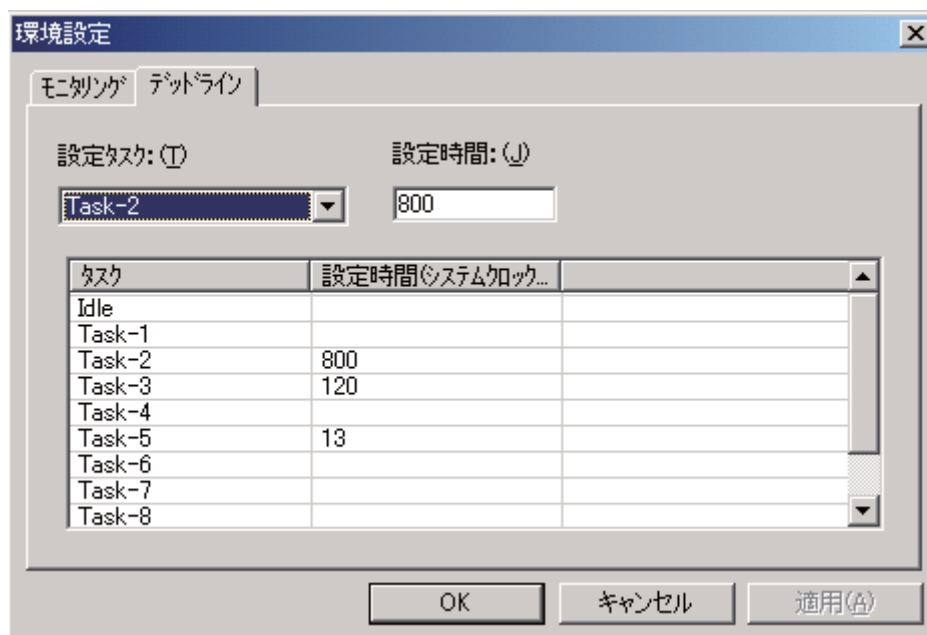 環境設定
モニタリング デッドライン
設定タスク:(T) 設定時間:(J)
Task-2 800
タスク 設定時間(システムクロック...
Idle
Task-1
Task-2 800
Task-3 120
Task-4
Task-5 13
Task-6
Task-7
Task-8
OK キャンセル 適用(A)